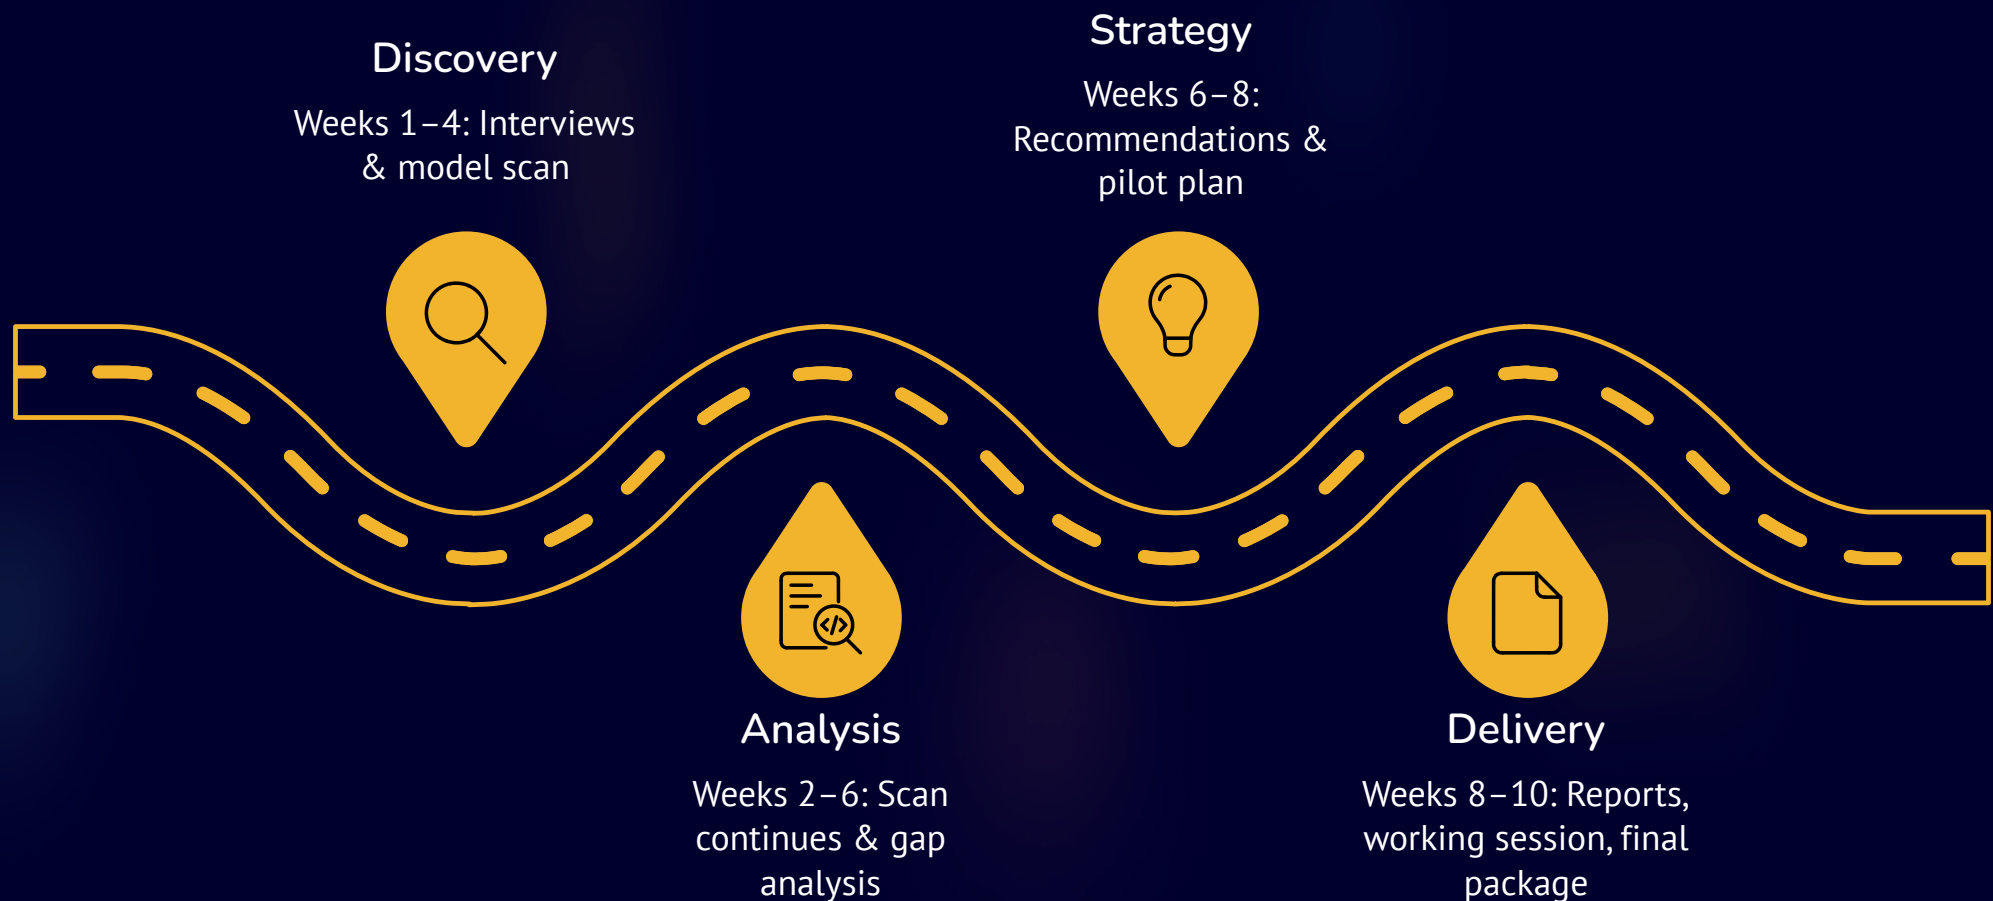 Discovery
Weeks 1–4: Interviews
& model scan
Strategy
Weeks 6–8:
Recommendations &
pilot plan
Analysis
Weeks 2–6: Scan
continues & gap
analysis
Delivery
Weeks 8–10: Reports,
working session, final
package